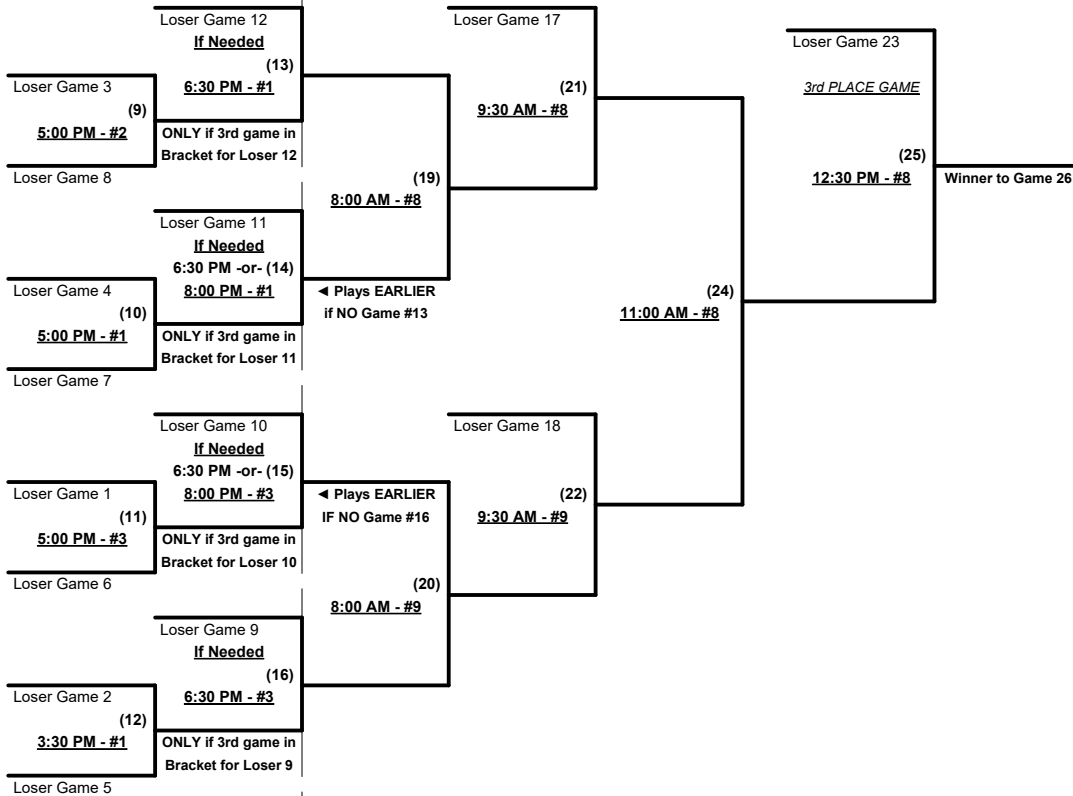 Loser Game 12
If Needed
(13)
6:30 PM - #1
Loser Game 3
(9)
5:00 PM - #2
ONLY if 3rd game in
Bracket for Loser 12
Loser Game 8
Loser Game 11
If Needed
6:30 PM -or- (14)
8:00 PM - #1
Loser Game 4
(10)
5:00 PM - #1
ONLY if 3rd game in
Bracket for Loser 11
Loser Game 7
◄ Plays EARLIER
if NO Game #13
Loser Game 10
If Needed
6:30 PM -or- (15)
8:00 PM - #3
Loser Game 1
(11)
5:00 PM - #3
ONLY if 3rd game in
Bracket for Loser 10
Loser Game 6
◄ Plays EARLIER
IF NO Game #16
Loser Game 9
If Needed
(16)
6:30 PM - #3
Loser Game 2
(12)
3:30 PM - #1
ONLY if 3rd game in
Bracket for Loser 9
Loser Game 5
(19)
8:00 AM - #8
(20)
8:00 AM - #9
Loser Game 17
(21)
9:30 AM - #8
Loser Game 18
(22)
9:30 AM - #9
(24)
11:00 AM - #8
Loser Game 23
3rd PLACE GAME
(25)
12:30 PM - #8
Winner to Game 26